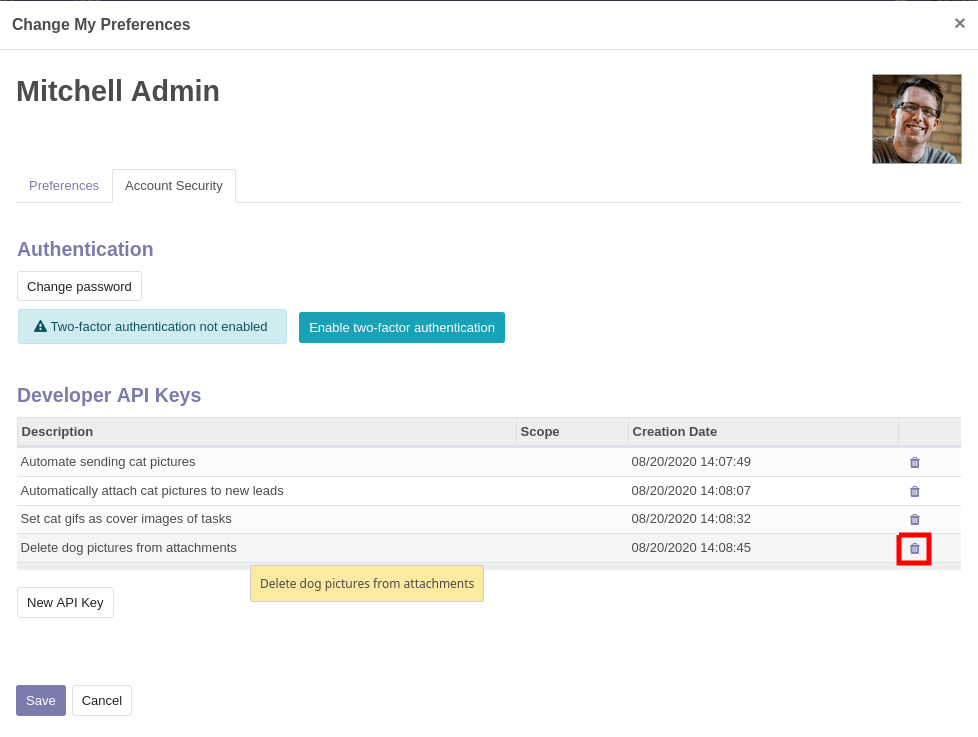 Change My Preferences ×
Mitchell Admin
Preferences Account Security
Authentication
Change password
Two-factor authentication not enabled Enable two-factor authentication
Developer API Keys
Description Scope Creation Date
Automate sending cat pictures 08/20/2020 14:07:49
Automatically attach cat pictures to new leads 08/20/2020 14:08:07
Set cat gifs as cover images of tasks 08/20/2020 14:08:32
Delete dog pictures from attachments 08/20/2020 14:08:45
Delete dog pictures from attachments
New API Key
Save Cancel